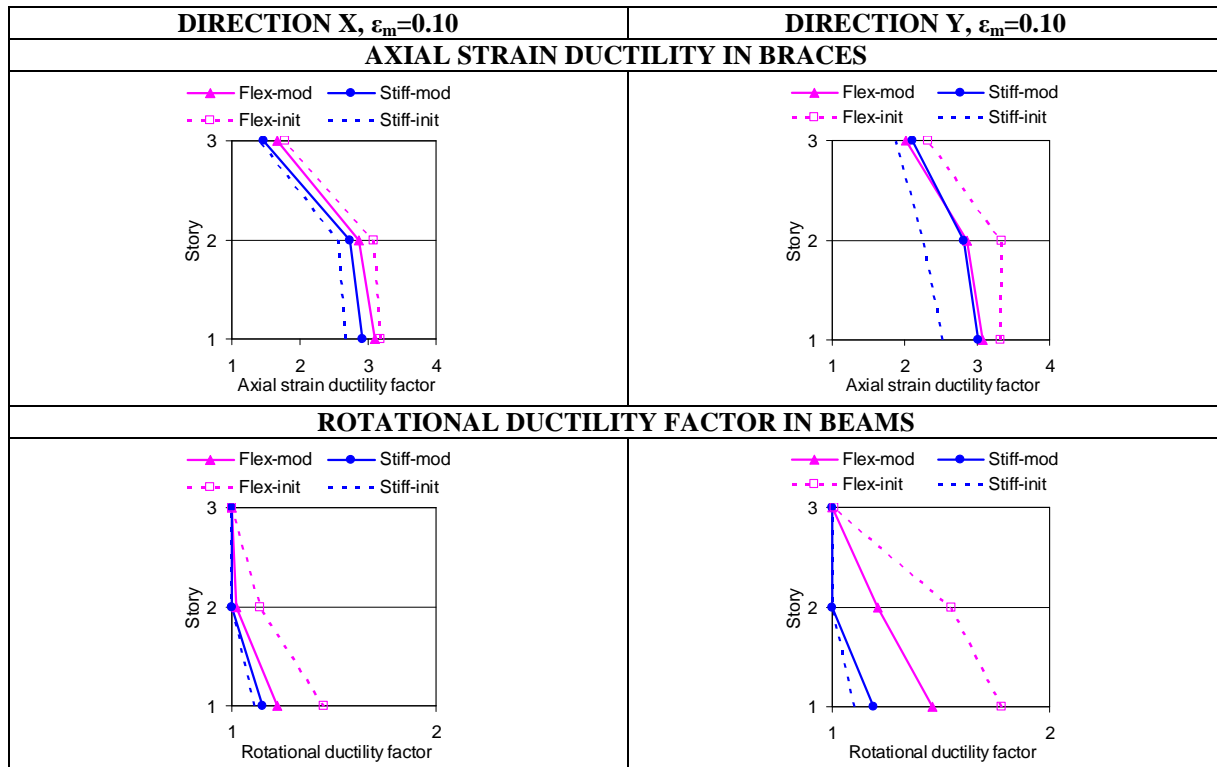 DIRECTION X, εm=0.10
DIRECTION Y, εm=0.10
AXIAL STRAIN DUCTILITY IN BRACES
Flex-mod Stiff-mod
Flex-init Stiff-init
3
2
1
Story
1 2 3 4
Axial strain ductility factor
Flex-mod Stiff-mod
Flex-init Stiff-init
3
2
1
Story
1 2 3 4
Axial strain ductility factor
ROTATIONAL DUCTILITY FACTOR IN BEAMS
Flex-mod Stiff-mod
Flex-init Stiff-init
3
2
1
Story
1 2
Rotational ductility factor
Flex-mod Stiff-mod
Flex-init Stiff-init
3
2
1
Story
1 2
Rotational ductility factor